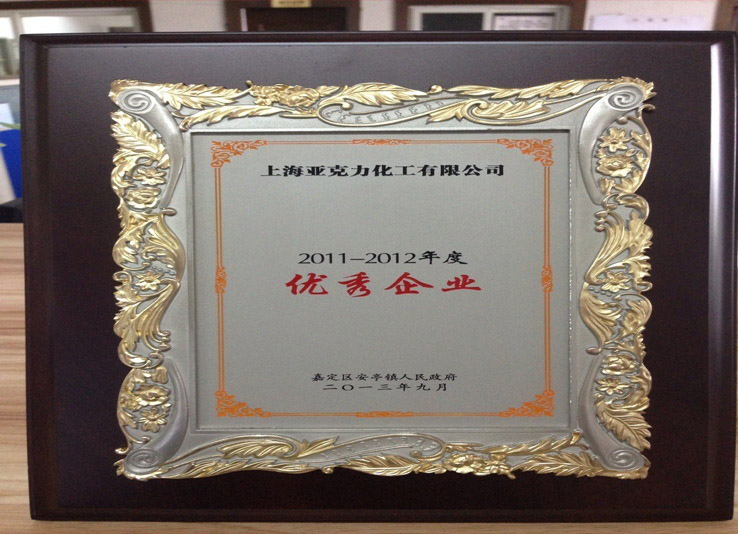 上海亚克力化工有限公司
2011-2012年度
优秀企业
嘉定区安亭镇人民政府
二〇一三年九月